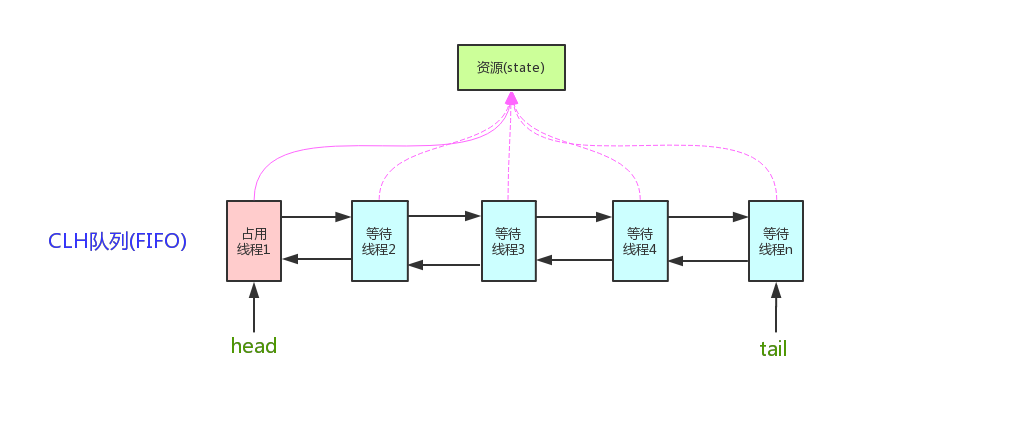 资源(state)
CLH队列(FIFO)
占用
线程1
等待
线程2
等待
线程3
等待
线程4
等待
线程n
head
tail